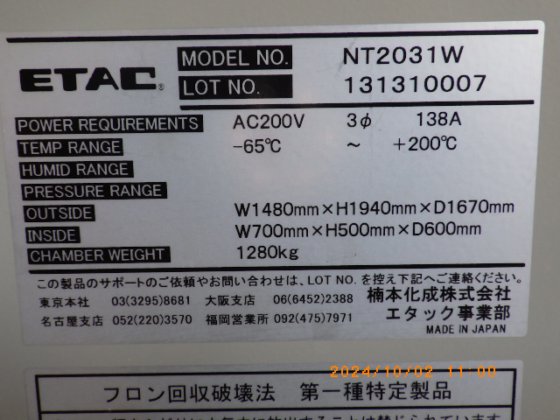 ETAC® MODEL NO. NT2031W
LOT NO. 131310007
POWER REQUIREMENTS AC200V 3φ 138A
TEMP RANGE -65℃ ~ +200℃
HUMID RANGE
PRESSURE RANGE
OUTSIDE W1480mm×H1940mm×D1670mm
INSIDE W700mm×H500mm×D600mm
CHAMBER WEIGHT 1280kg
この製品のサポートのご依頼やお問い合わせは、LOT NO. を控え下記へご連絡ください。
東京本社 03(3295)8681 大阪支店 06(6452)2388 楠本化成株式会社
名古屋支店 052(220)3570 福岡営業所 092(475)7971 エタック事業部
MADE IN JAPAN
2024/10/02 11:00
フロン回収破壊法 第一種特定製品